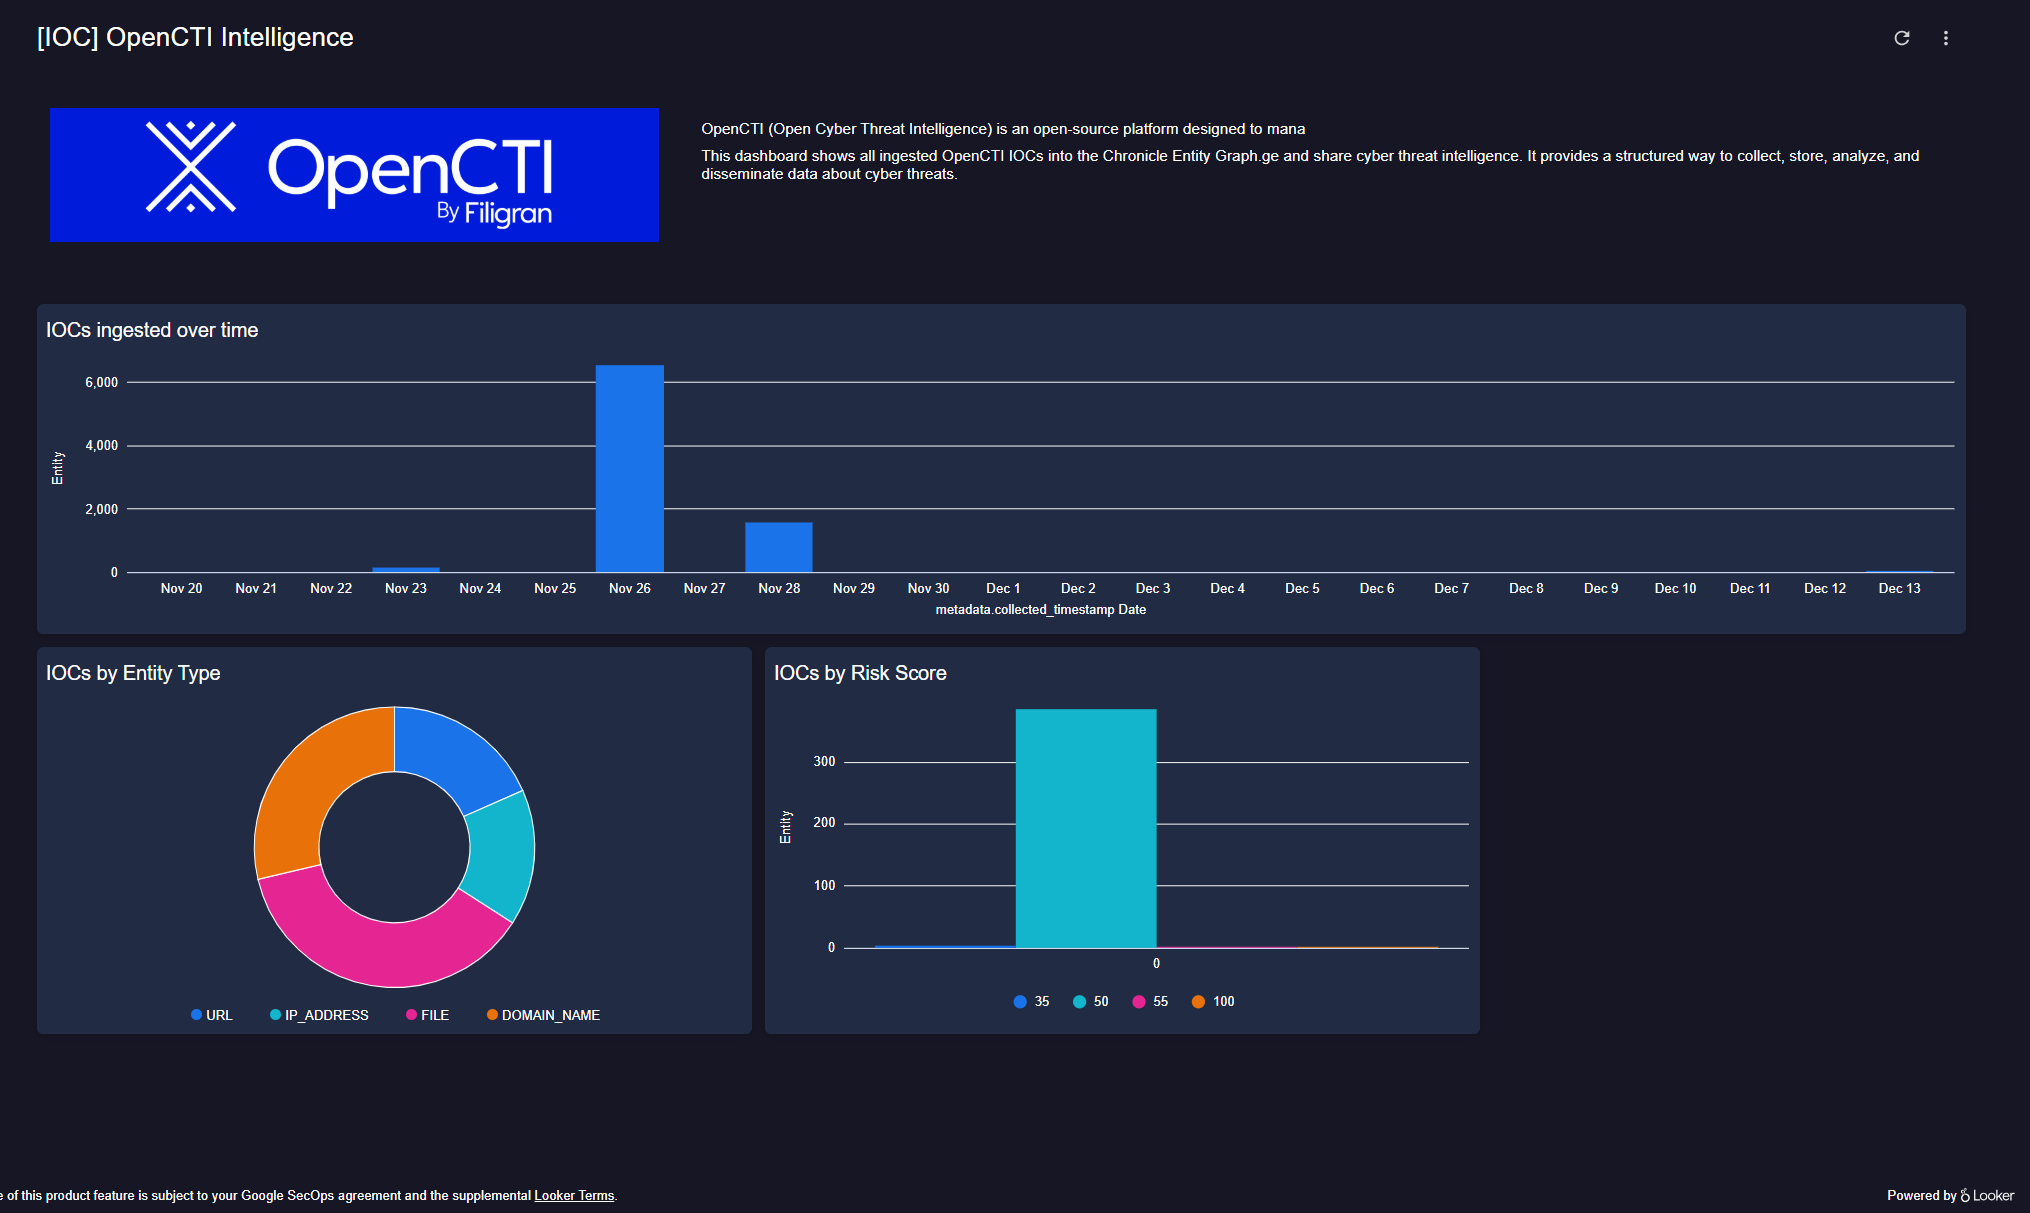 [IOC] OpenCTI Intelligence
OpenCTI
By Filigran
OpenCTI (Open Cyber Threat Intelligence) is an open-source platform designed to mana
This dashboard shows all ingested OpenCTI IOCs into the Chronicle Entity Graph.ge and share cyber threat intelligence. It provides a structured way to collect, store, analyze, and
disseminate data about cyber threats.
IOCs ingested over time
6,000
4,000
2,000
0
Entity
Nov 20 Nov 21 Nov 22 Nov 23 Nov 24 Nov 25 Nov 26 Nov 27 Nov 28 Nov 29 Nov 30 Dec 1 Dec 2 Dec 3 Dec 4 Dec 5 Dec 6 Dec 7 Dec 8 Dec 9 Dec 10 Dec 11 Dec 12 Dec 13
metadata.collected_timestamp Date
IOCs by Entity Type
URL IP_ADDRESS FILE DOMAIN_NAME
IOCs by Risk Score
300
200
100
0
Entity
0
35 50 55 100
e of this product feature is subject to your Google SecOps agreement and the supplemental Looker Terms.
Powered by Looker